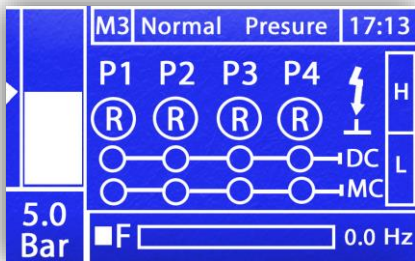 M3 Normal Presure 17:13
P1 P2 P3 P4
H
R R R R
DC
L
MC
5.0
Bar
F 0.0 Hz